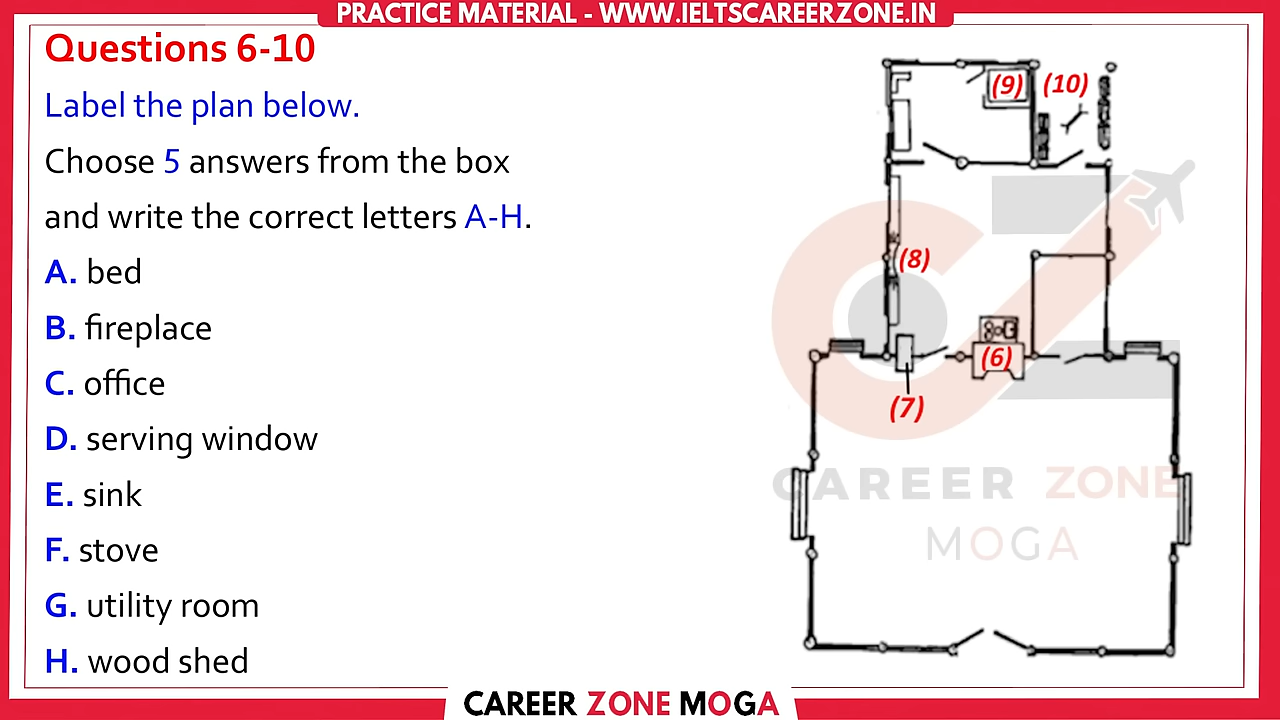 PRACTICE MATERIAL - WWW.IELTSCAREERZONE.IN
Questions 6-10
Label the plan below.
Choose 5 answers from the box
and write the correct letters A-H.
A. bed
B. fireplace
C. office
D. serving window
E. sink
F. stove
G. utility room
H. wood shed
(9)
(10)
(8)
(6)
(7)
CAREER ZONE
MOGA
CAREER ZONE MOGA